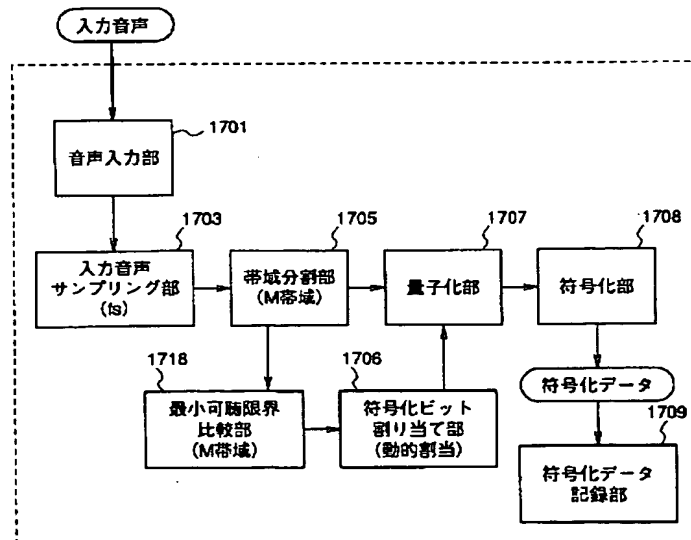 入力音声
1701
音声入力部
1703
入力音声
サンプリング部
(fs)
1705
帯域分割部
(M帯域)
1707
量子化部
1708
符号化部
1718
最小可聴限界
比較部
(M帯域)
1706
符号化ビット
割り当て部
(動的割当)
符号化データ
1709
符号化データ
記録部